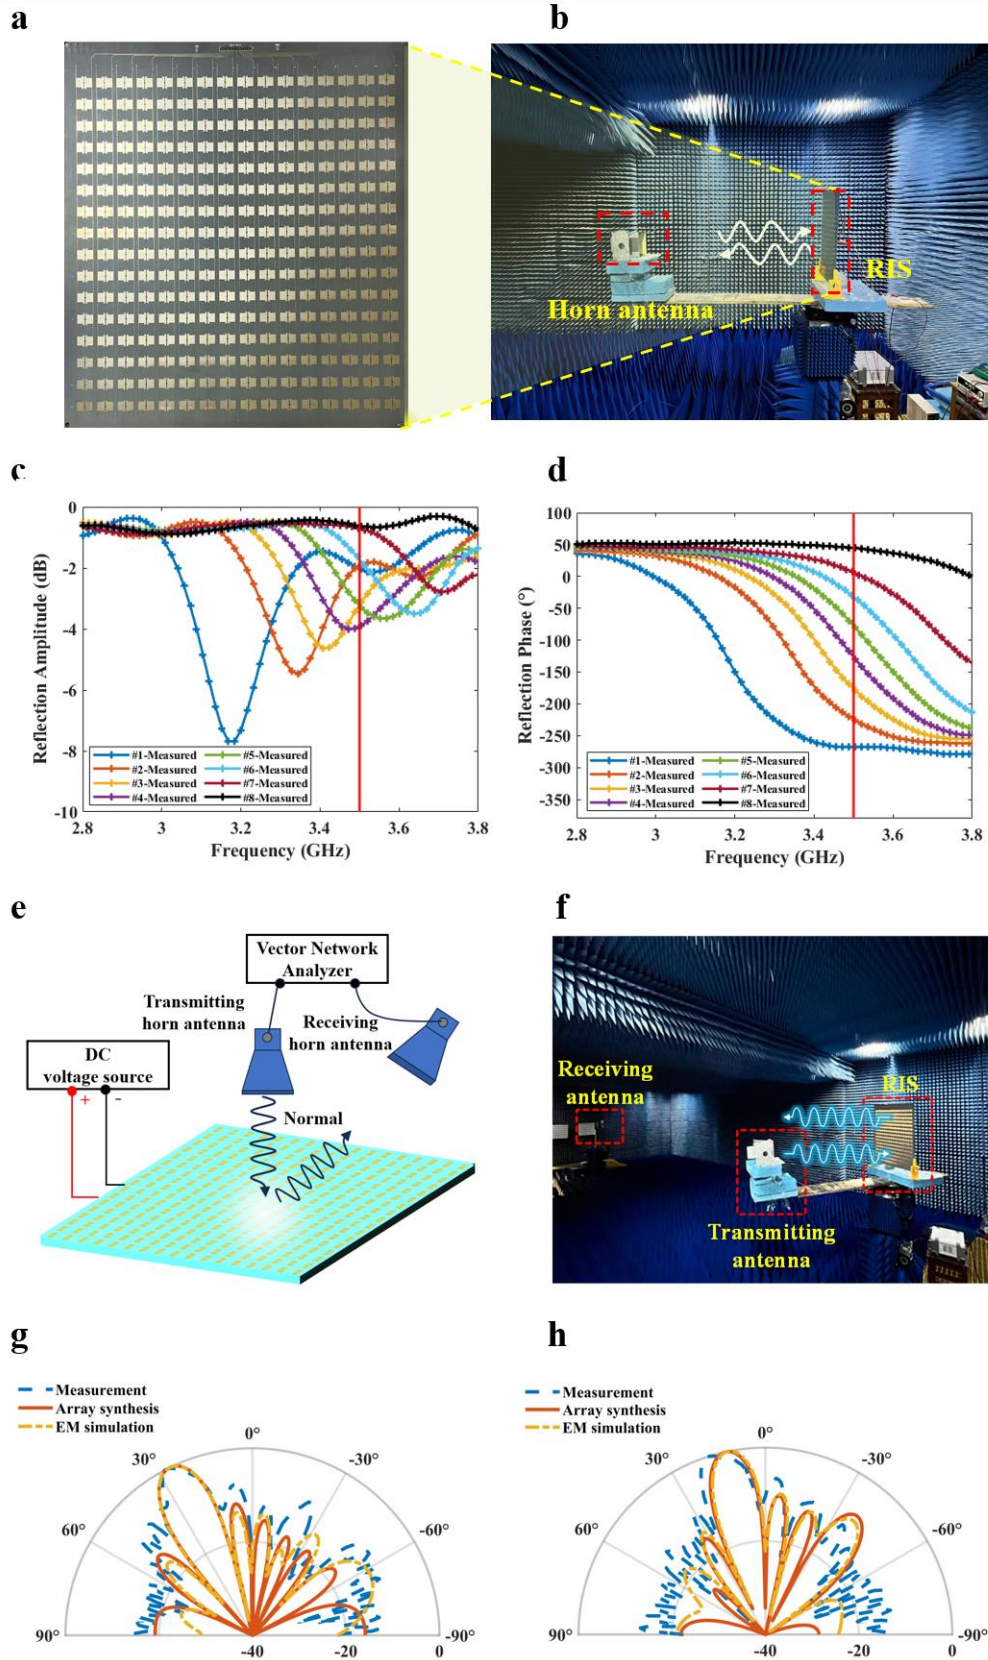 a
b
Horn antenna
RIS
c
d
0
-2
-4
-6
-8
-10
Reflection Amplitude (dB)
#1-Measured
#2-Measured
#3-Measured
#4-Measured
#5-Measured
#6-Measured
#7-Measured
#8-Measured
2.8
3
3.2
3.4
3.6
3.8
Frequency (GHz)
100
50
0
-50
-100
-150
-200
-250
-300
-350
Reflection Phase (°)
#1-Measured
#2-Measured
#3-Measured
#4-Measured
#5-Measured
#6-Measured
#7-Measured
#8-Measured
2.8
3
3.2
3.4
3.6
3.8
Frequency (GHz)
e
f
Vector Network
Analyzer
Transmitting
horn antenna
Receiving
horn antenna
DC
voltage source
+
-
Normal
Receiving
antenna
RIS
Transmitting
antenna
g
h
Measurement
Array synthesis
EM simulation
0°
30°
-30°
60°
-60°
90°
-90°
-40
-20
0
Measurement
Array synthesis
EM simulation
0°
30°
-30°
60°
-60°
90°
-90°
-40
-20
0